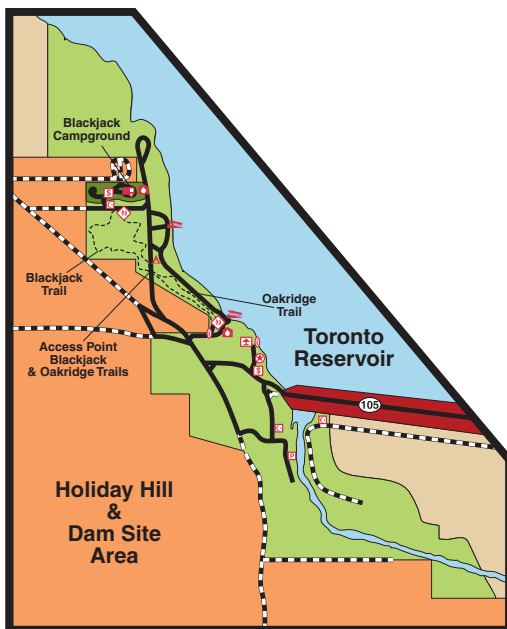 Blackjack
Campground
Blackjack
Trail
Oakridge
Trail
Access Point
Blackjack
& Oakridge Trails
Toronto
Reservoir
105
Holiday Hill
&
Dam Site
Area